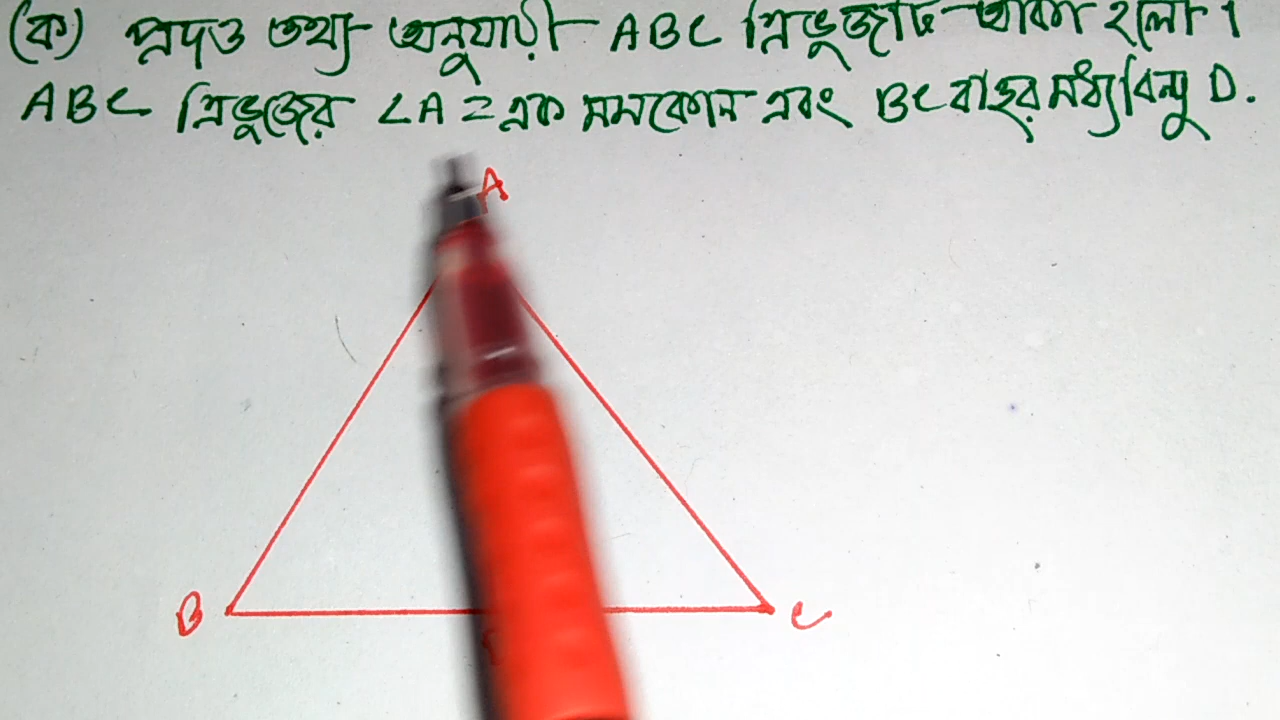 (ক) প্রদত্ত তথ্য অনুযায়ী ABC ত্রিভুজটি আঁকা হলো।
ABC ত্রিভুজের ∠A = এক সমকোন এবং BC বাহুর মধ্যবিন্দু D.
A
B
C